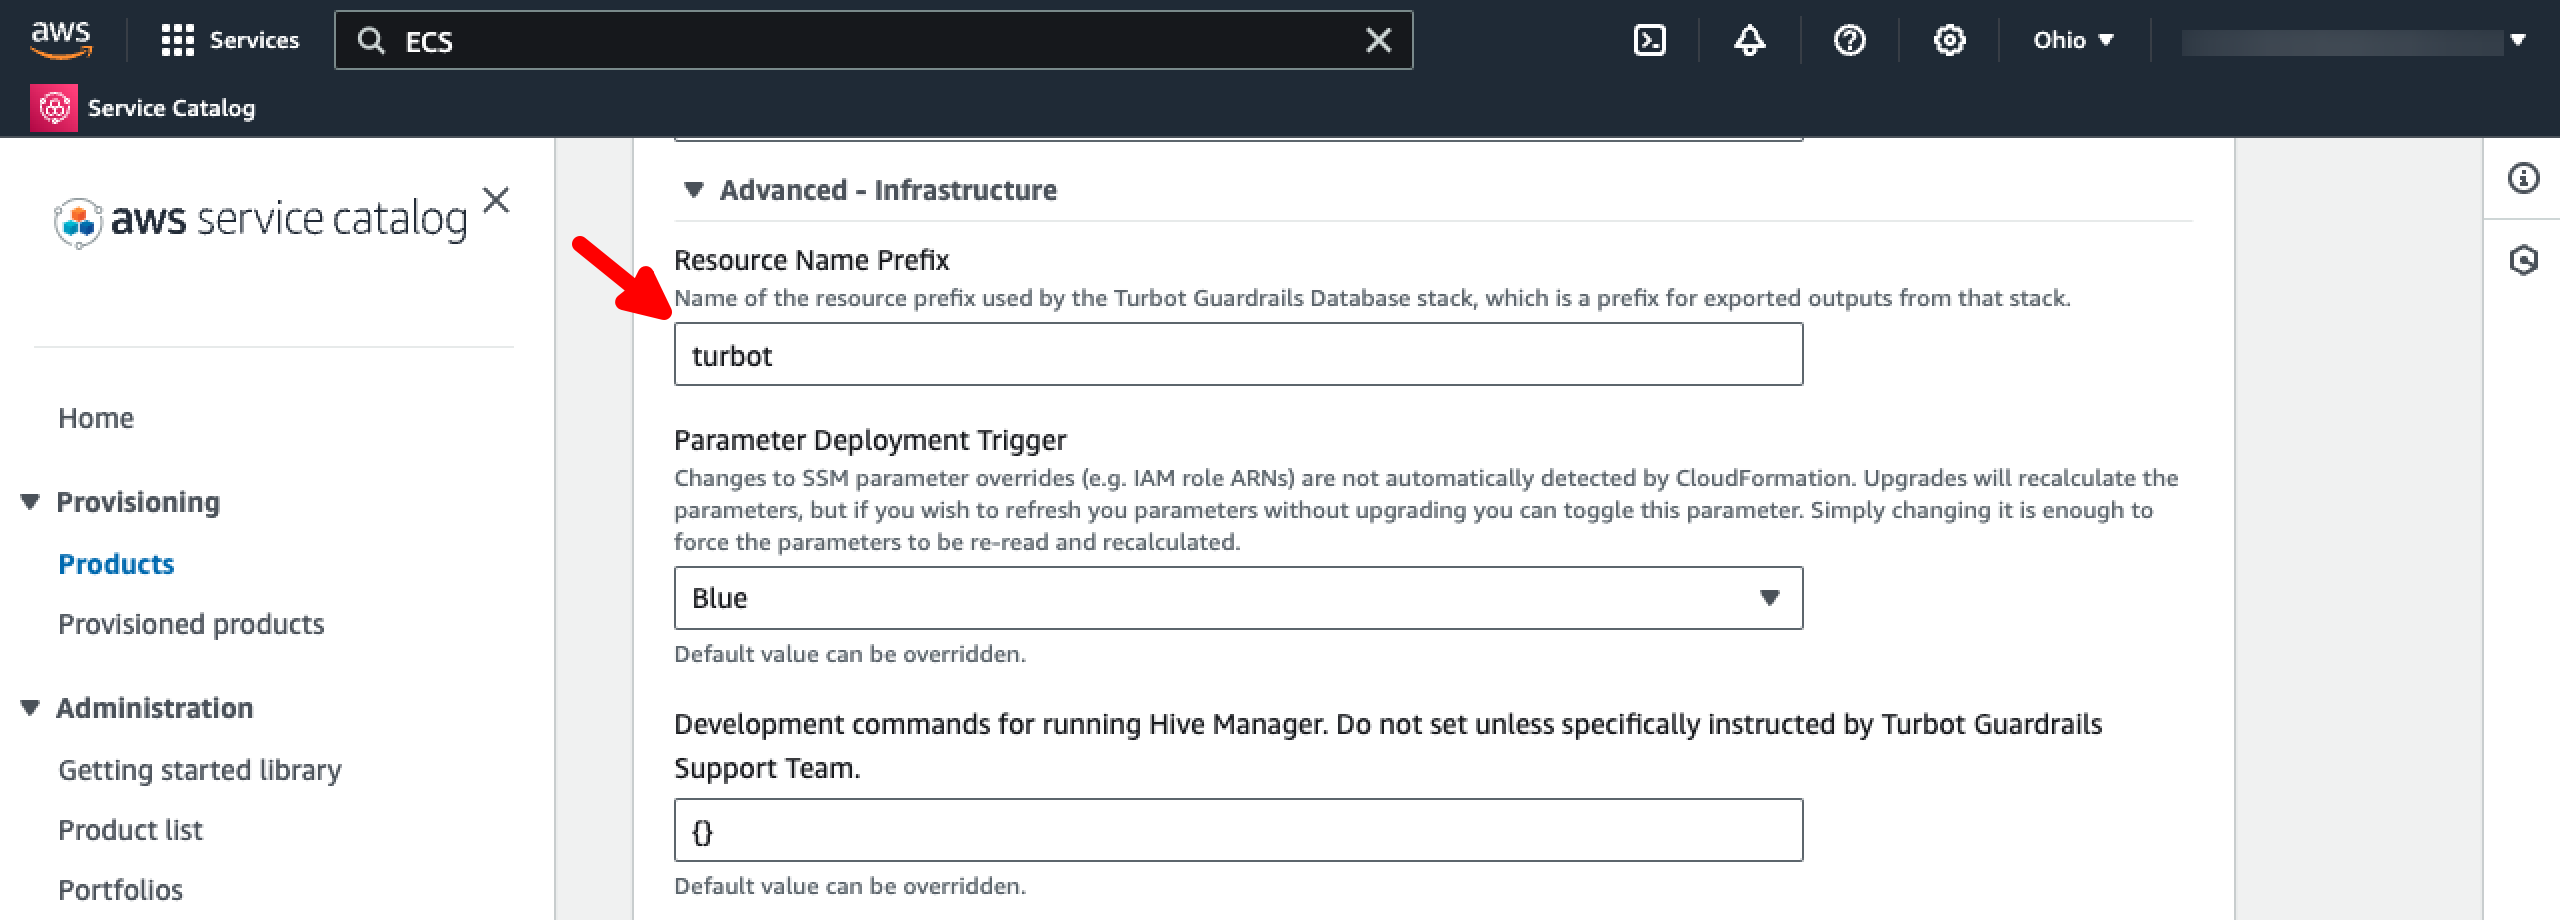 aws
Services
ECS
Ohio
Service Catalog
aws service catalog
Home
Provisioning
Products
Provisioned products
Administration
Getting started library
Product list
Portfolios
Advanced - Infrastructure
Resource Name Prefix
Name of the resource prefix used by the Turbot Guardrails Database stack, which is a prefix for exported outputs from that stack.
turbot
Parameter Deployment Trigger
Changes to SSM parameter overrides (e.g. IAM role ARNs) are not automatically detected by CloudFormation. Upgrades will recalculate the
parameters, but if you wish to refresh you parameters without upgrading you can toggle this parameter. Simply changing it is enough to
force the parameters to be re-read and recalculated.
Blue
Default value can be overridden.
Development commands for running Hive Manager. Do not set unless specifically instructed by Turbot Guardrails
Support Team.
{}
Default value can be overridden.